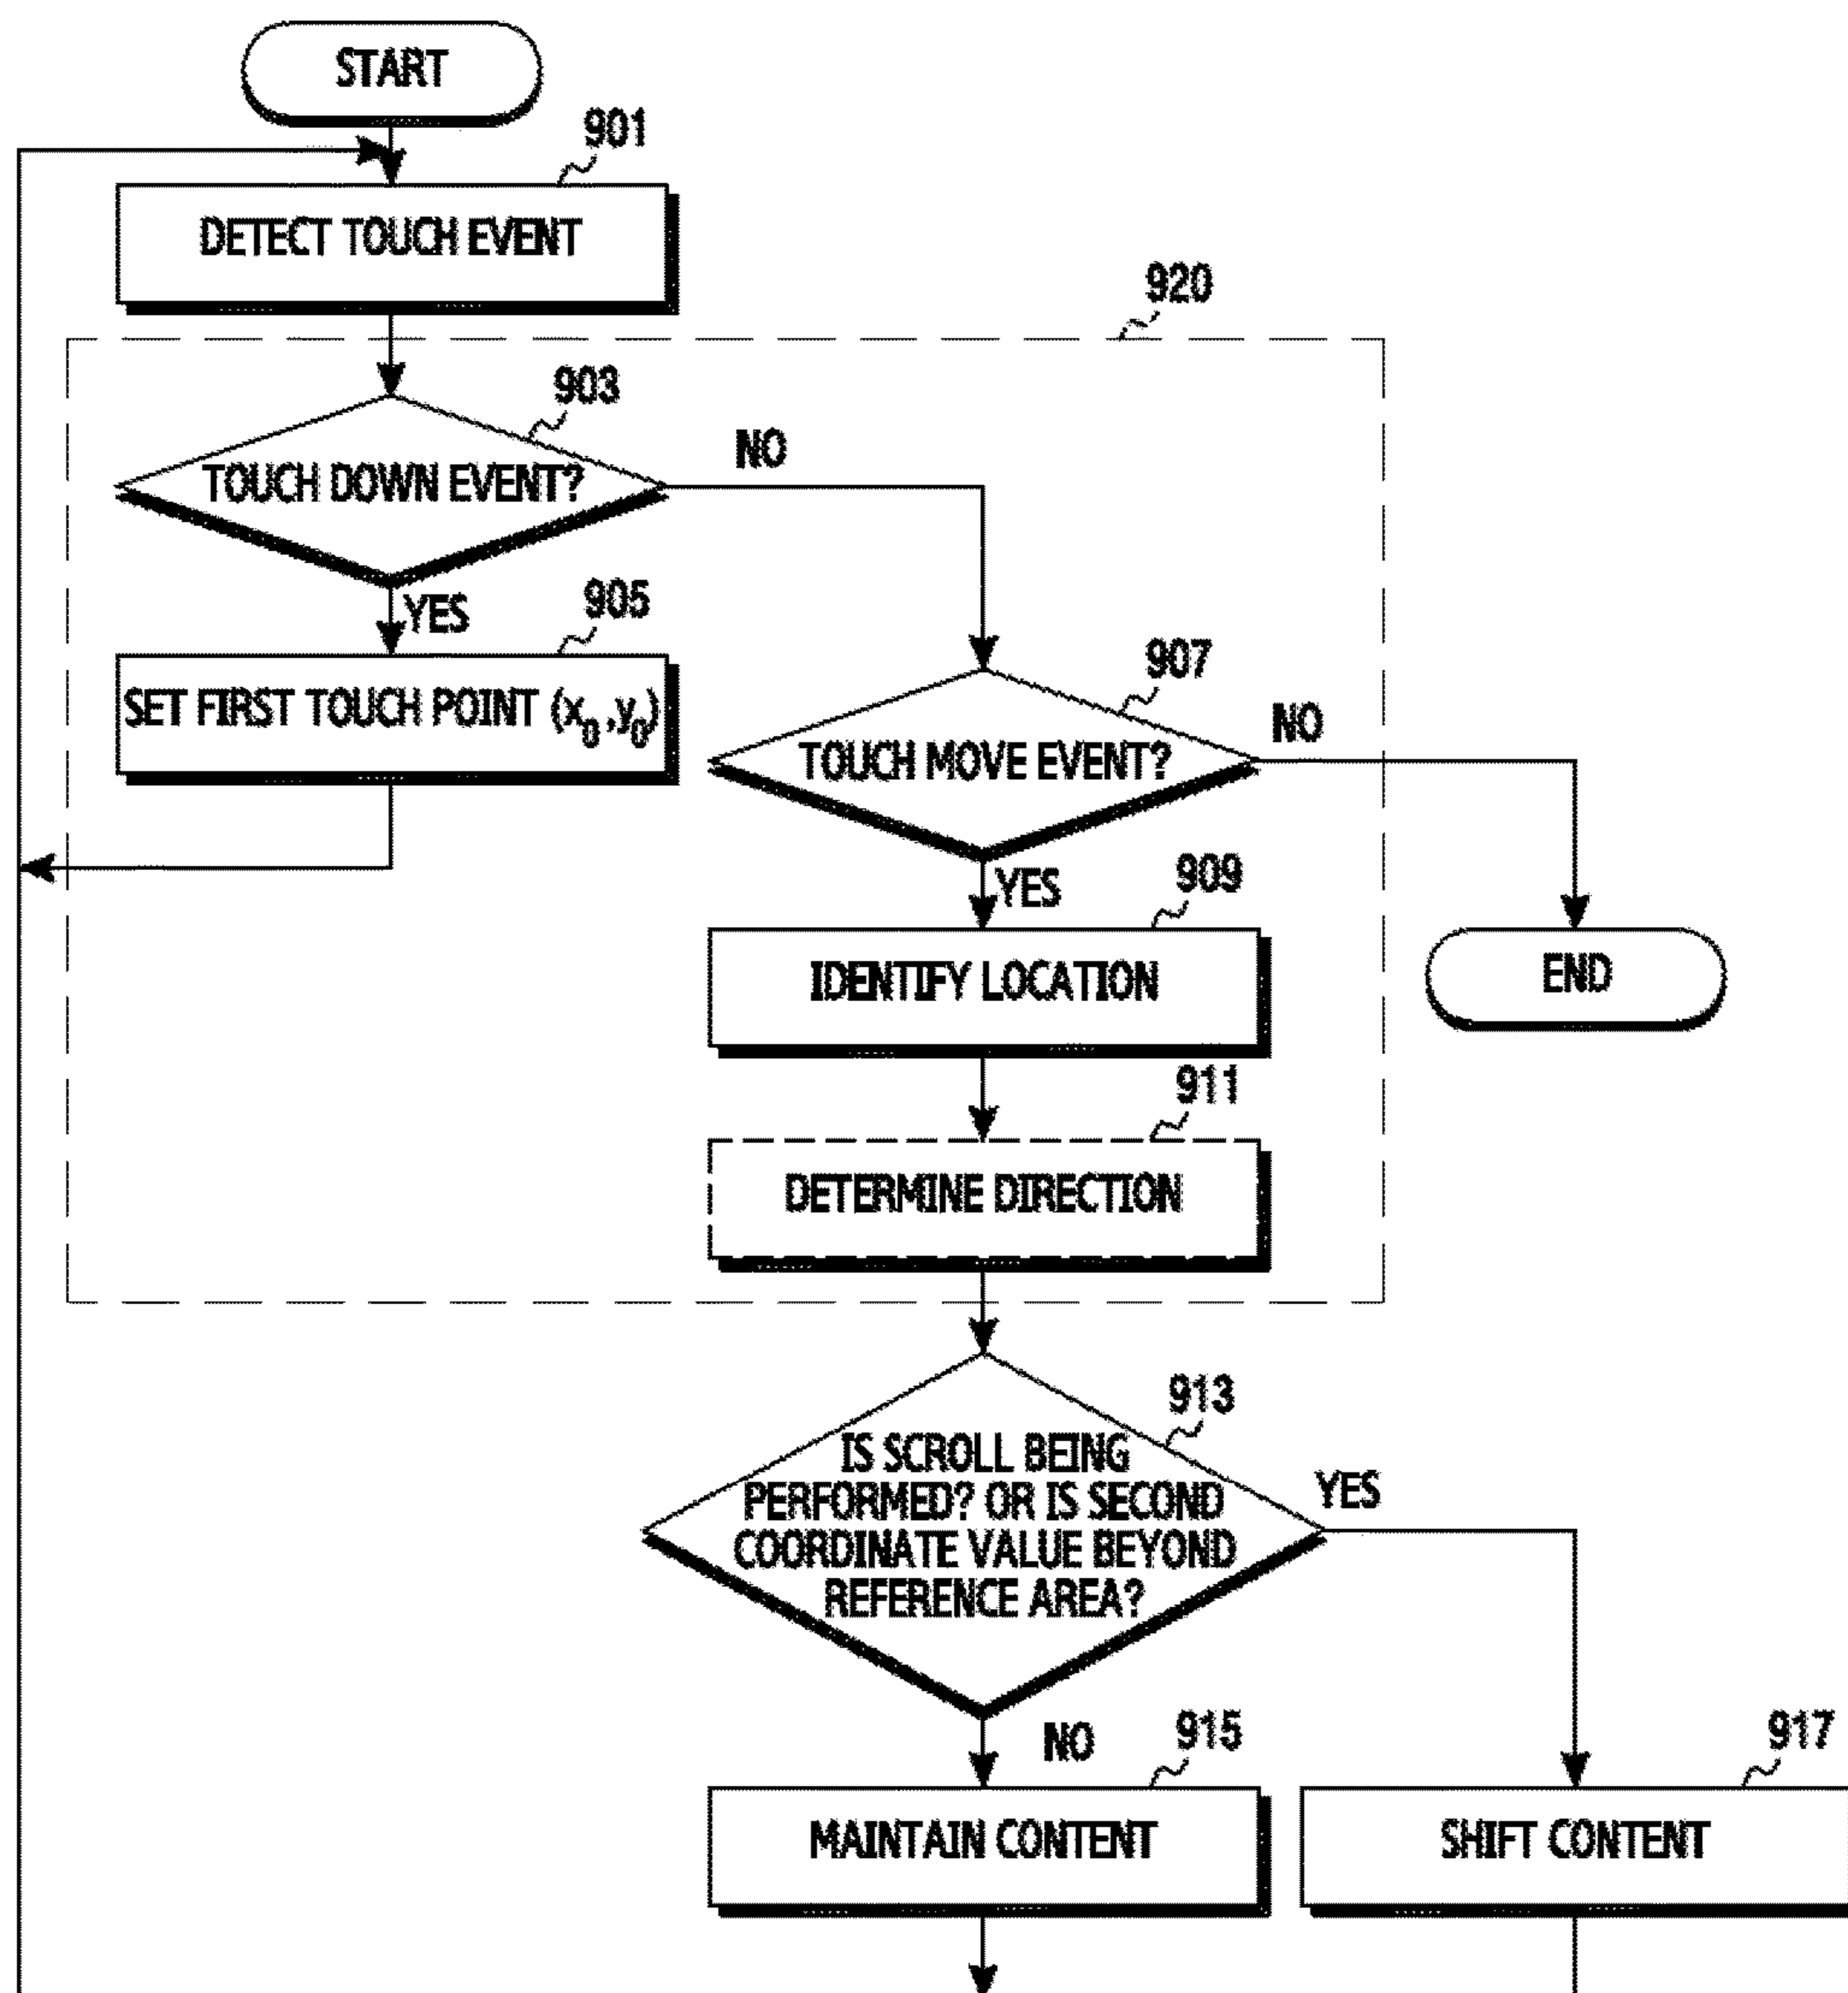 START
901
DETECT TOUCH EVENT
920
903
TOUCH DOWN EVENT?
NO
YES
905
SET FIRST TOUCH POINT (x₀,y₀)
907
TOUCH MOVE EVENT?
NO
YES
909
IDENTIFY LOCATION
END
911
DETERMINE DIRECTION
913
IS SCROLL BEING
PERFORMED? OR IS SECOND
COORDINATE VALUE BEYOND
REFERENCE AREA?
YES
NO
915
MAINTAIN CONTENT
917
SHIFT CONTENT